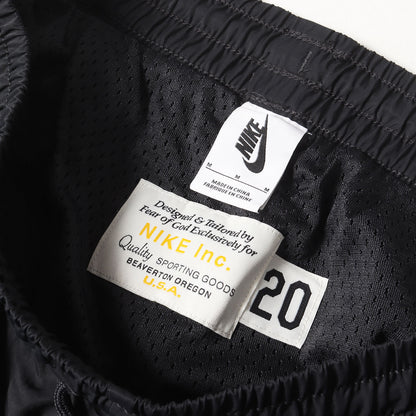 NIKE
M M M
MADE IN CHINA
FABRIQUÉ EN CHINE
Designed & Tailored by
Fear of God Exclusively for
NIKE Inc.
Quality SPORTING GOODS
BEAVERTON OREGON
U.S.A.
20